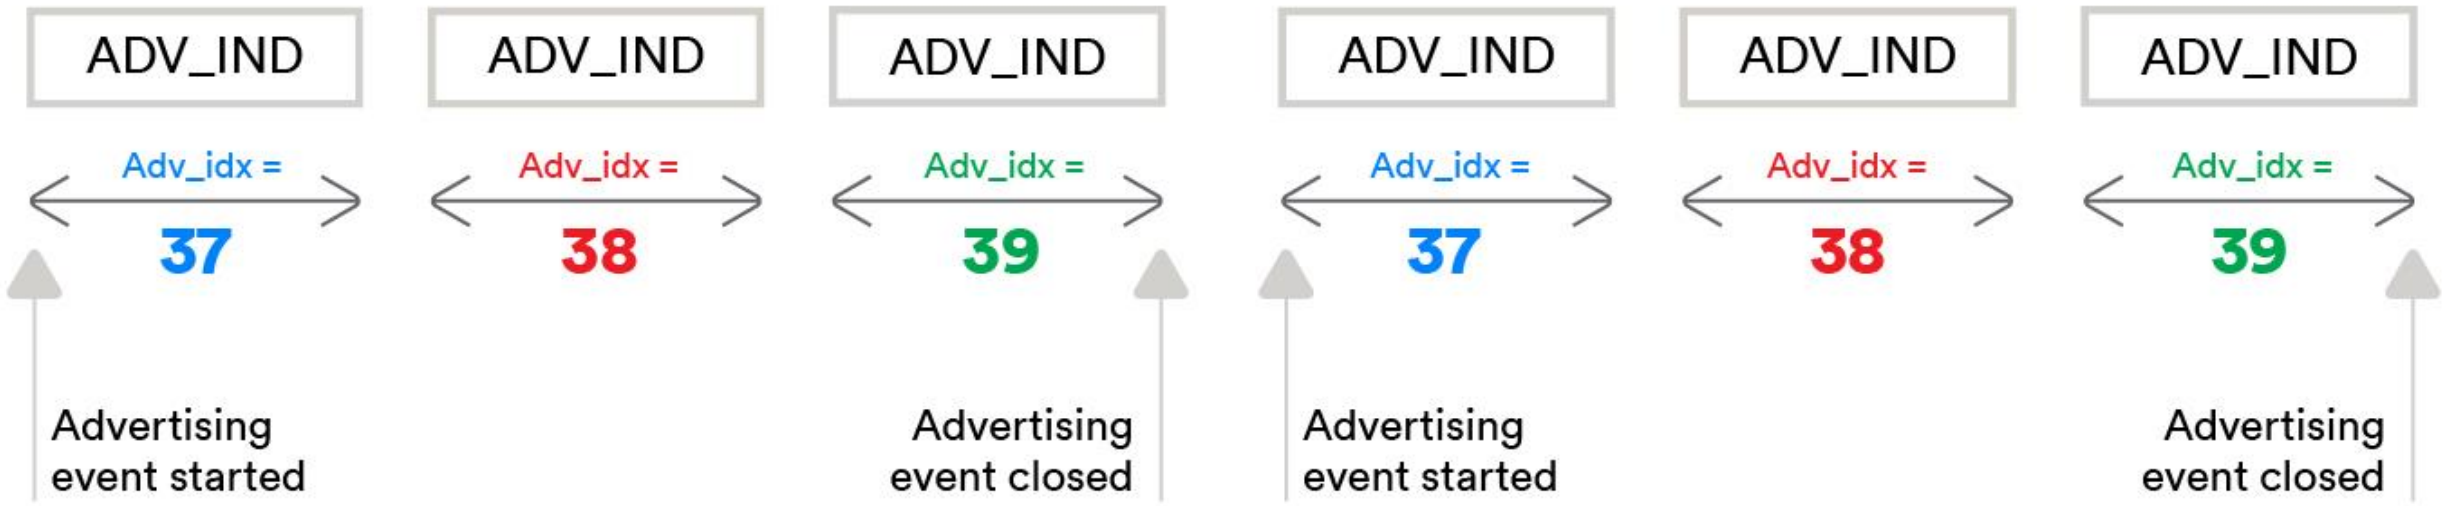 ADV_IND ADV_IND ADV_IND ADV_IND ADV_IND ADV_IND
Adv_idx = Adv_idx = Adv_idx = Adv_idx = Adv_idx = Adv_idx =
37 38 39 37 38 39
Advertising
event started
Advertising
event closed
Advertising
event started
Advertising
event closed